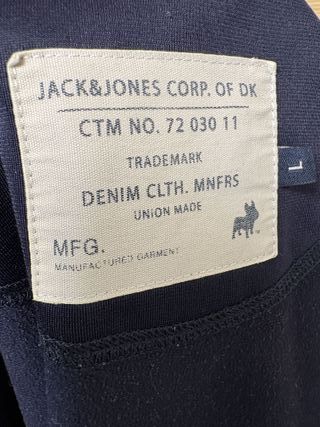 JACK&JONES CORP. OF DK
CTM NO. 72 030 11
TRADEMARK
DENIM CLTH. MNFRS
UNION MADE
MFG.
MANUFACTURED GARMENT
L